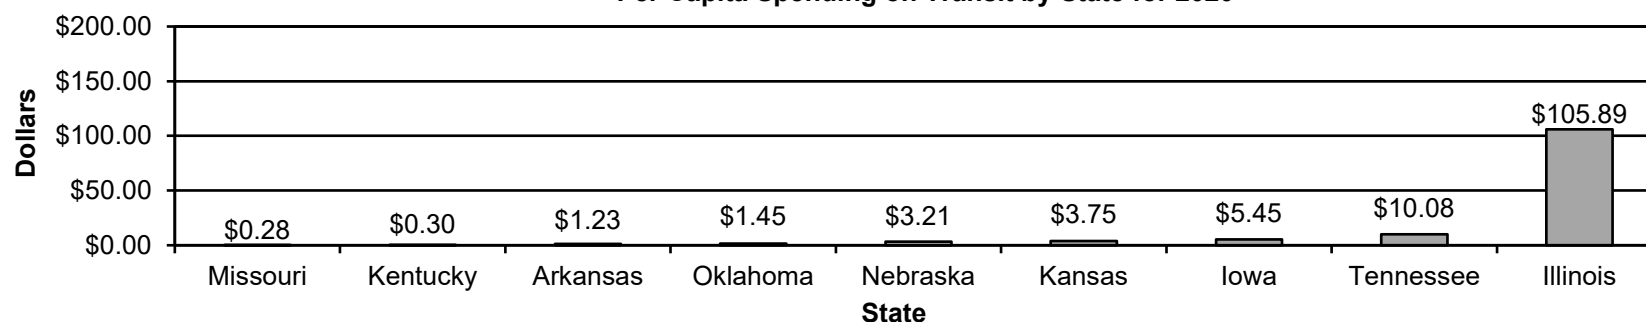 Per Capita Spending on Transit by State for 2020
$200.00
$150.00
$100.00
$50.00
$0.00
Dollars
$0.28
$0.30
$1.23
$1.45
$3.21
$3.75
$5.45
$10.08
$105.89
Missouri
Kentucky
Arkansas
Oklahoma
Nebraska
Kansas
Iowa
Tennessee
Illinois
State